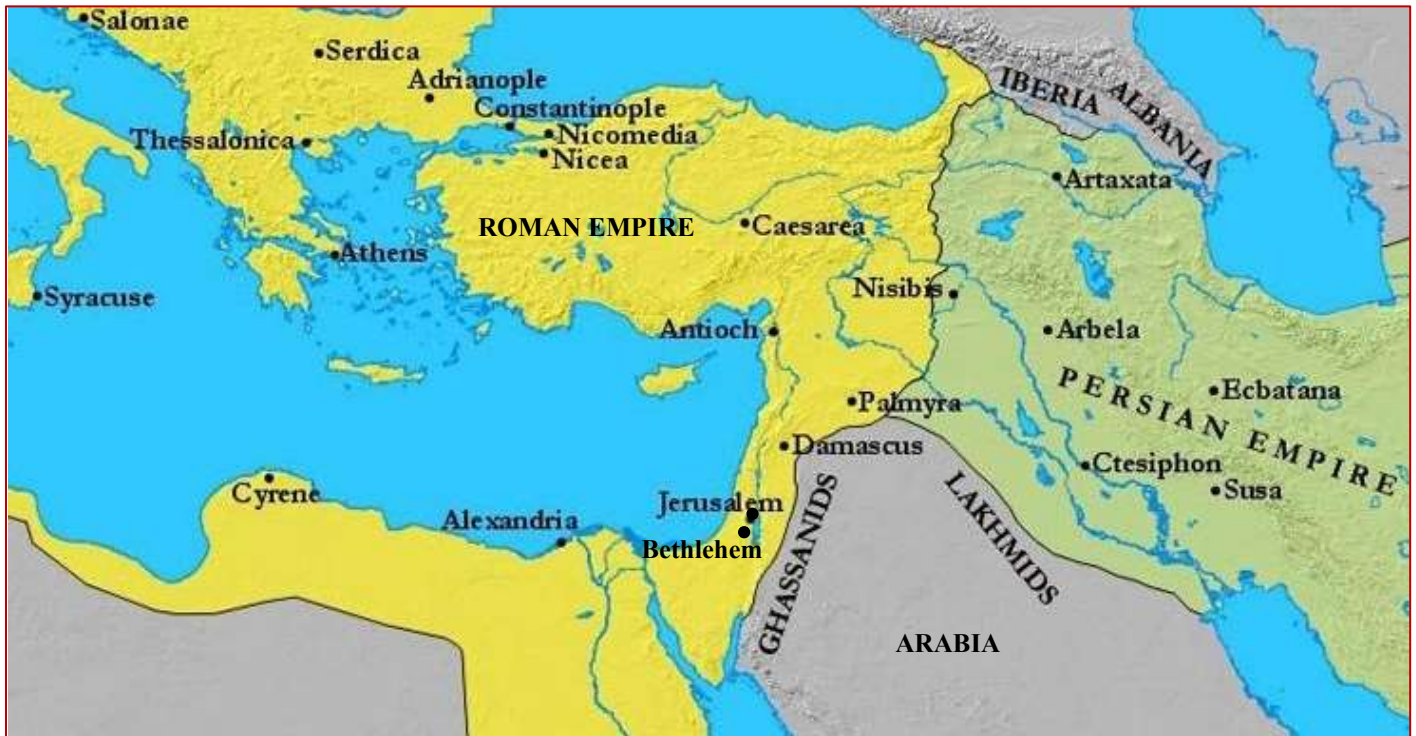 Salonae
Serdica
Adrianople
Constantinople
Nicomedia
Nicea
Thessalonica
IBERIA
ALBANIA
Artaxata
ROMAN EMPIRE
Caesarea
Athens
Syracuse
Nisibis
Antioch
Arbela
PERSIAN EMPIRE
Ecbatana
Palmyra
Damascus
Ctesiphon
Susa
Cyrene
Jerusalem
Alexandria
Bethlehem
GHASSANIDS
LAKHMIDS
ARABIA